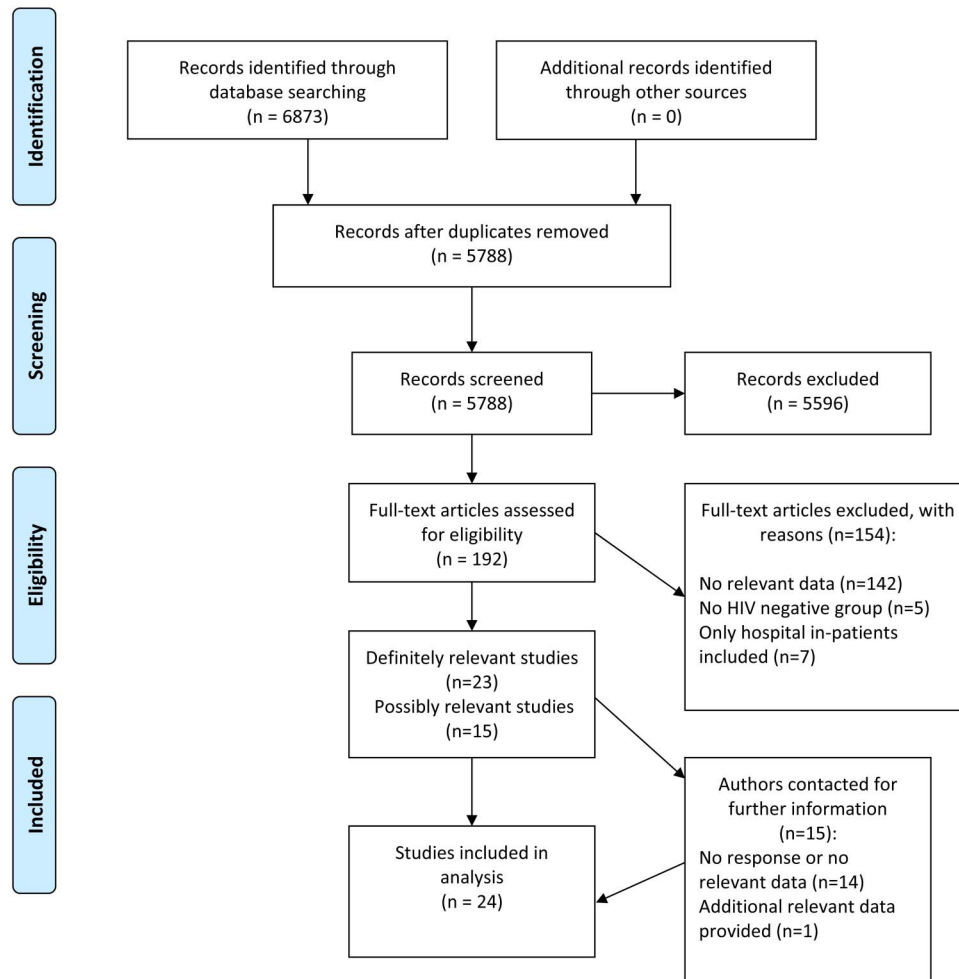 Identification
Records identified through
database searching
(n = 6873)
Additional records identified
through other sources
(n = 0)
Records after duplicates removed
(n = 5788)
Screening
Records screened
(n = 5788)
Records excluded
(n = 5596)
Eligibility
Full-text articles assessed
for eligibility
(n = 192)
Full-text articles excluded, with
reasons (n=154):
No relevant data (n=142)
No HIV negative group (n=5)
Only hospital in-patients
included (n=7)
Definitely relevant studies
(n=23)
Possibly relevant studies
(n=15)
Included
Authors contacted for
further information
(n=15):
No response or no
relevant data (n=14)
Additional relevant data
provided (n=1)
Studies included in
analysis
(n = 24)